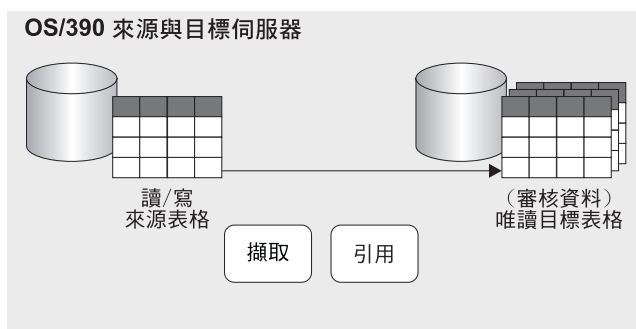 OS/390 來源與目標伺服器
讀/寫
來源表格
（審核資料）
唯讀目標表格
擷取
引用